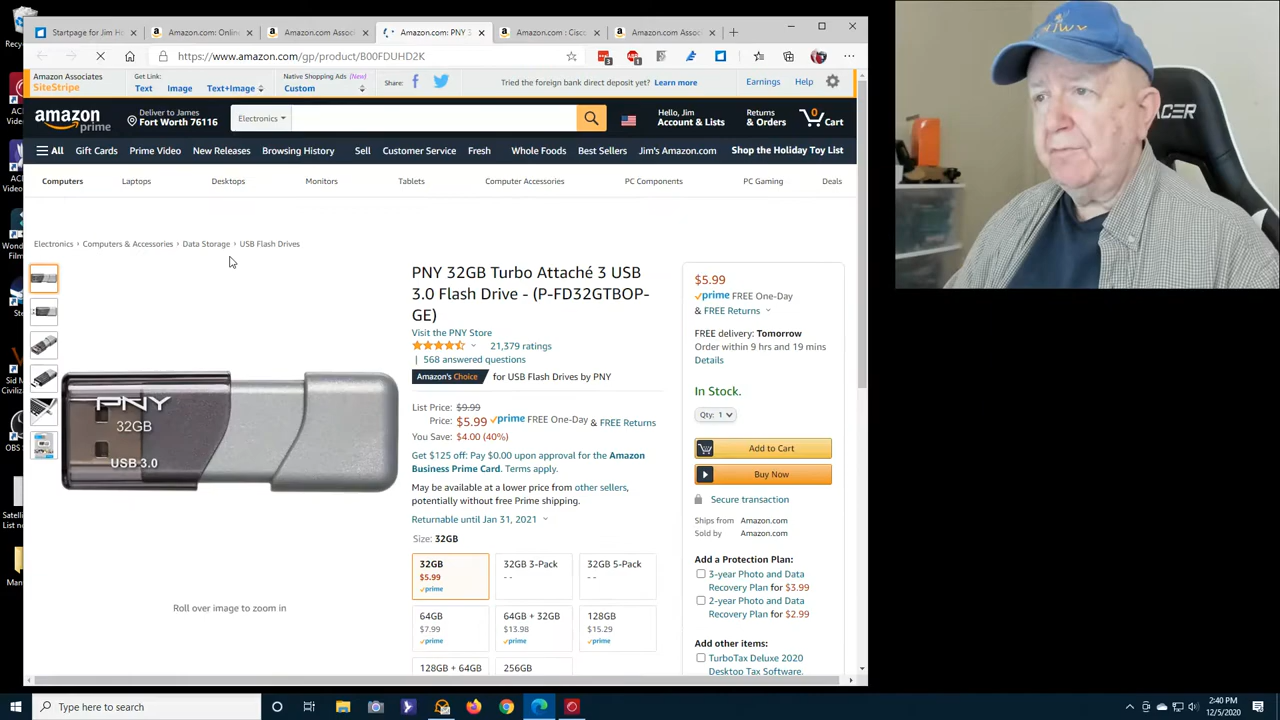 Startpage for Jim Ho
Amazon.com: Onlin
Amazon.com Associ
Amazon.com: PNY 3
Amazon.com : Cisc
Amazon.com Assoc
https://www.amazon.com/gp/product/B00FDUHD2K
Amazon Associates
SiteStripe
Get Link:
Text Image Text+Image
Native Shopping Ads [New]
Custom
Share:
Tried the foreign bank direct deposit yet? Learn more
Earnings Help
amazon
prime
Deliver to James
Fort Worth 76116
Electronics
Hello, Jim
Account & Lists
Returns
& Orders
0
Cart
All Gift Cards Prime Video New Releases Browsing History Sell Customer Service Fresh Whole Foods Best Sellers Jim's Amazon.com Shop the Holiday Toy List
Computers Laptops Desktops Monitors Tablets Computer Accessories PC Components PC Gaming Deals
Electronics › Computers & Accessories › Data Storage › USB Flash Drives
PNY
32GB
USB 3.0
Roll over image to zoom in
PNY 32GB Turbo Attaché 3 USB
3.0 Flash Drive - (P-FD32GTBOP-
GE)
Visit the PNY Store
21,379 ratings
| 568 answered questions
Amazon's Choice for USB Flash Drives by PNY
List Price: $9.99
Price: $5.99 prime FREE One-Day & FREE Returns
You Save: $4.00 (40%)
Get $125 off: Pay $0.00 upon approval for the Amazon
Business Prime Card. Terms apply.
May be available at a lower price from other sellers,
potentially without free Prime shipping.
Returnable until Jan 31, 2021
Size: 32GB
32GB
$5.99
prime
32GB 3-Pack
- -
32GB 5-Pack
- -
64GB
$7.99
prime
64GB + 32GB
$13.98
prime
128GB
$15.29
prime
128GB + 64GB
256GB
$5.99
prime FREE One-Day
& FREE Returns
FREE delivery: Tomorrow
Order within 9 hrs and 19 mins
Details
In Stock.
Qty: 1
Add to Cart
Buy Now
Secure transaction
Ships from Amazon.com
Sold by Amazon.com
Add a Protection Plan:
3-year Photo and Data
Recovery Plan for $3.99
2-year Photo and Data
Recovery Plan for $2.99
Add other items:
TurboTax Deluxe 2020
Desktop Tax Software.
ACER
Type here to search
2:40 PM
12/5/2020